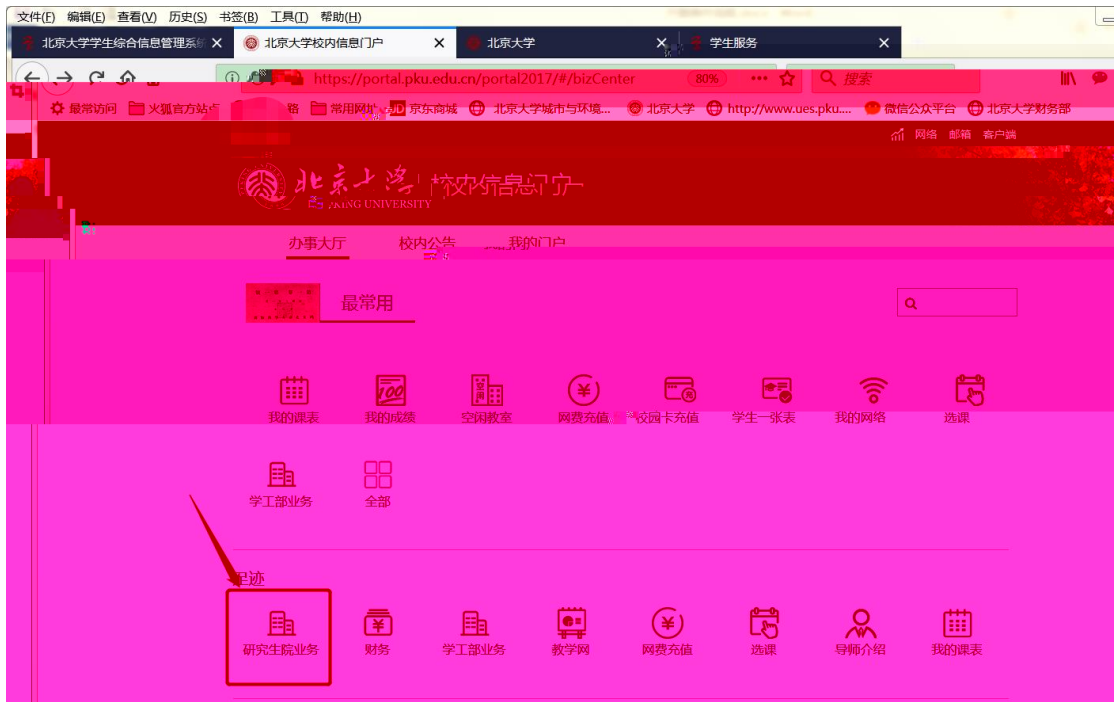 文件(F) 编辑(E) 查看(V) 历史(S) 书签(B) 工具(T) 帮助(H)
北京大学学生综合信息管理系统 北京大学校内信息门户 北京大学 学生服务
https://portal.pku.edu.cn/portal2017/#/bizCenter 80% 搜索
最常访问 火狐官方站点 常用网址 JD 京东商城 北京大学城市与环境... 北京大学 http://www.ues.pku.... 微信公众平台 北京大学财务部
网络 邮箱 客户端
北京大学 校内信息门户
PEKING UNIVERSITY
办事大厅 校内公告 我的门户
最常用
我的课表 我的成绩 空闲教室 网费充值 校园卡充值 学生一张表 我的网络 选课
学工部业务 全部
足迹
研究生院业务 财务 学工部业务 教学网 网费充值 选课 导师介绍 我的课表